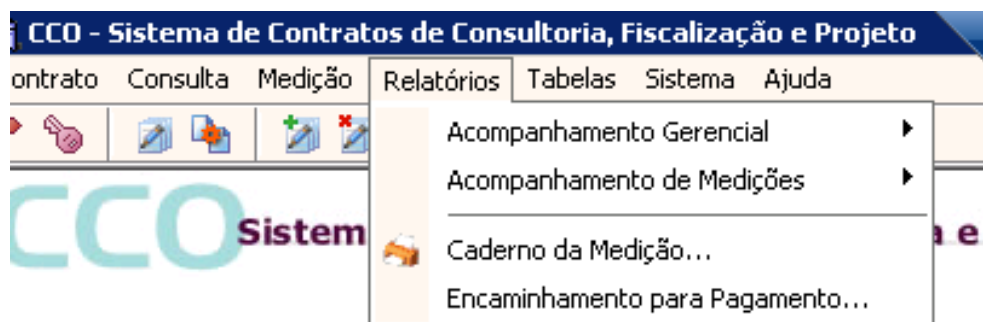 CCO - Sistema de Contratos de Consultoria, Fiscalização e Projeto
ontrato Consulta Medição Relatórios Tabelas Sistema Ajuda
Acompanhamento Gerencial
Acompanhamento de Medições
CCO Sistem a e
Caderno da Medição...
Encaminhamento para Pagamento...